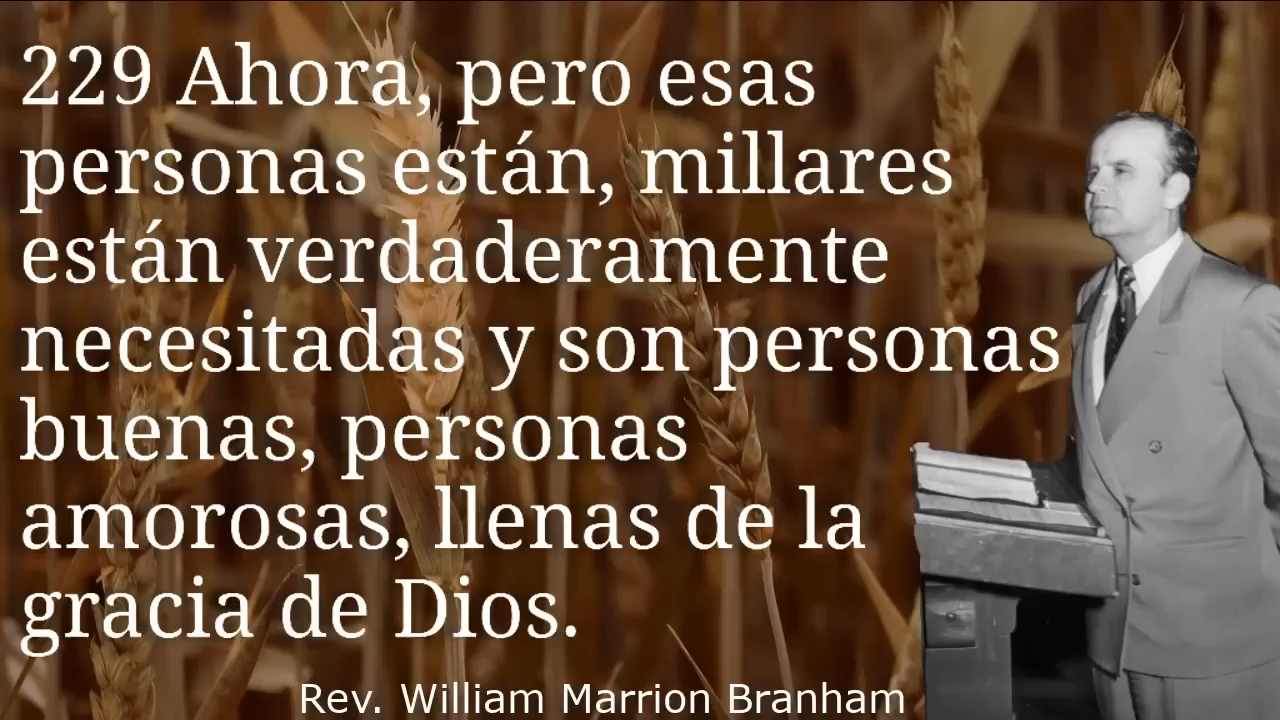 229 Ahora, pero esas
personas están, millares
están verdaderamente
necesitadas y son personas
buenas, personas
amorosas, llenas de la
gracia de Dios.
Rev. William Marrion Branham